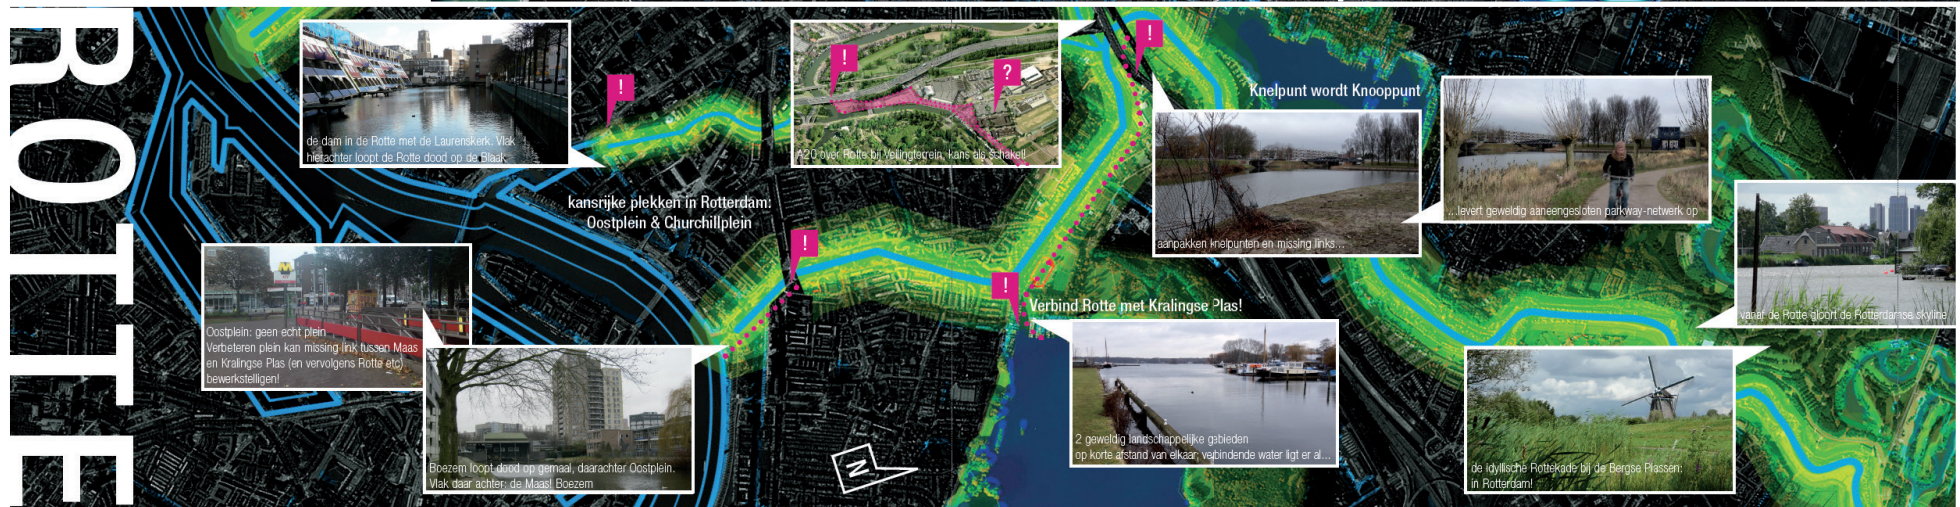 ROTTE
de dam in de Rotte met de Laurenskerk. Vlak
hierachter loopt de Rotte dood op de Blaak
!
!
?
A20 over Rotte bij Veilingterrein, kans als schakel!
!
Knelpunt wordt Knooppunt
aanpakken knelpunten en missing links...
...levert geweldig aaneengesloten parkway-netwerk op
vanaf de Rotte gloort de Rotterdamse skyline
kansrijke plekken in Rotterdam:
Oostplein & Churchillplein
!
!
Verbind Rotte met Kralingse Plas!
Oostplein: geen echt plein
Verbeteren plein kan missing link tussen Maas
en Kralingse Plas (en vervolgens Rotte etc)
bewerkstelligen!
Boezem loopt dood op gemaal, daarachter Oostplein.
Vlak daar achter: de Maas! Boezem
N
2 geweldig landschappelijke gebieden
op korte afstand van elkaar; verbindende water ligt er al...
de idyllische Rottekade bij de Bergse Plassen:
in Rotterdam!